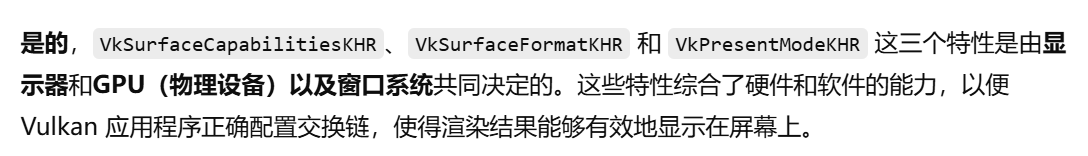 是的，VkSurfaceCapabilitiesKHR、VkSurfaceFormatKHR 和 VkPresentModeKHR 这三个特性是由显
示器和GPU（物理设备）以及窗口系统共同决定的。这些特性综合了硬件和软件的能力，以便
Vulkan 应用程序正确配置交换链，使得渲染结果能够有效地显示在屏幕上。